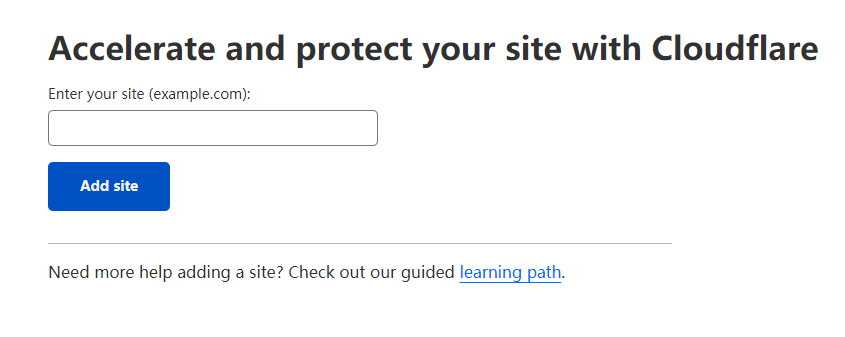 Accelerate and protect your site with Cloudflare
Enter your site (example.com):
Add site
Need more help adding a site? Check out our guided learning path.